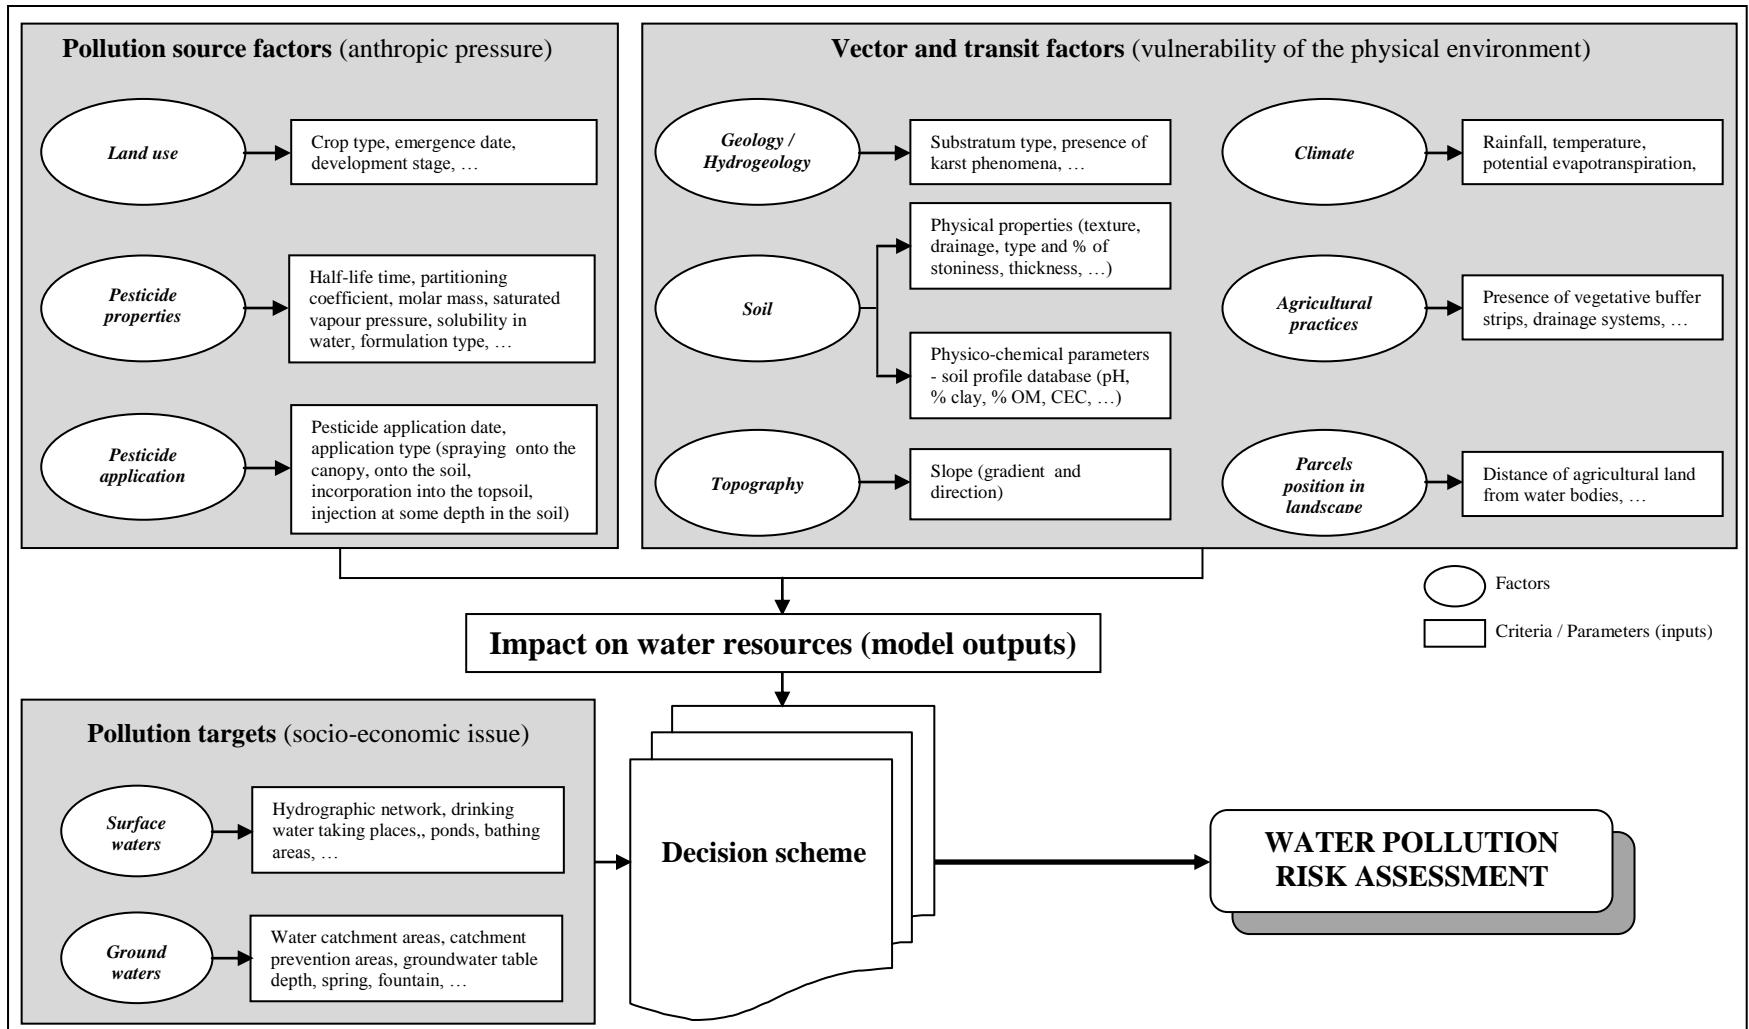 Pollution source factors (anthropic pressure)
Land use
Crop type, emergence date,
development stage, …
Pesticide
properties
Half-life time, partitioning
coefficient, molar mass, saturated
vapour pressure, solubility in
water, formulation type, …
Pesticide
application
Pesticide application date,
application type (spraying onto the
canopy, onto the soil,
incorporation into the topsoil,
injection at some depth in the soil)
Vector and transit factors (vulnerability of the physical environment)
Geology /
Hydrogeology
Substratum type, presence of
karst phenomena, …
Soil
Physical properties (texture,
drainage, type and % of
stoniness, thickness, …)
Physico-chemical parameters
- soil profile database (pH,
% clay, % OM, CEC, …)
Topography
Slope (gradient and
direction)
Climate
Rainfall, temperature,
potential evapotranspiration,
Agricultural
practices
Presence of vegetative buffer
strips, drainage systems, …
Parcels
position in
landscape
Distance of agricultural land
from water bodies, …
Factors
Criteria / Parameters (inputs)
Impact on water resources (model outputs)
Pollution targets (socio-economic issue)
Surface
waters
Hydrographic network, drinking
water taking places,, ponds, bathing
areas, …
Ground
waters
Water catchment areas, catchment
prevention areas, groundwater table
depth, spring, fountain, …
Decision scheme
WATER POLLUTION
RISK ASSESSMENT